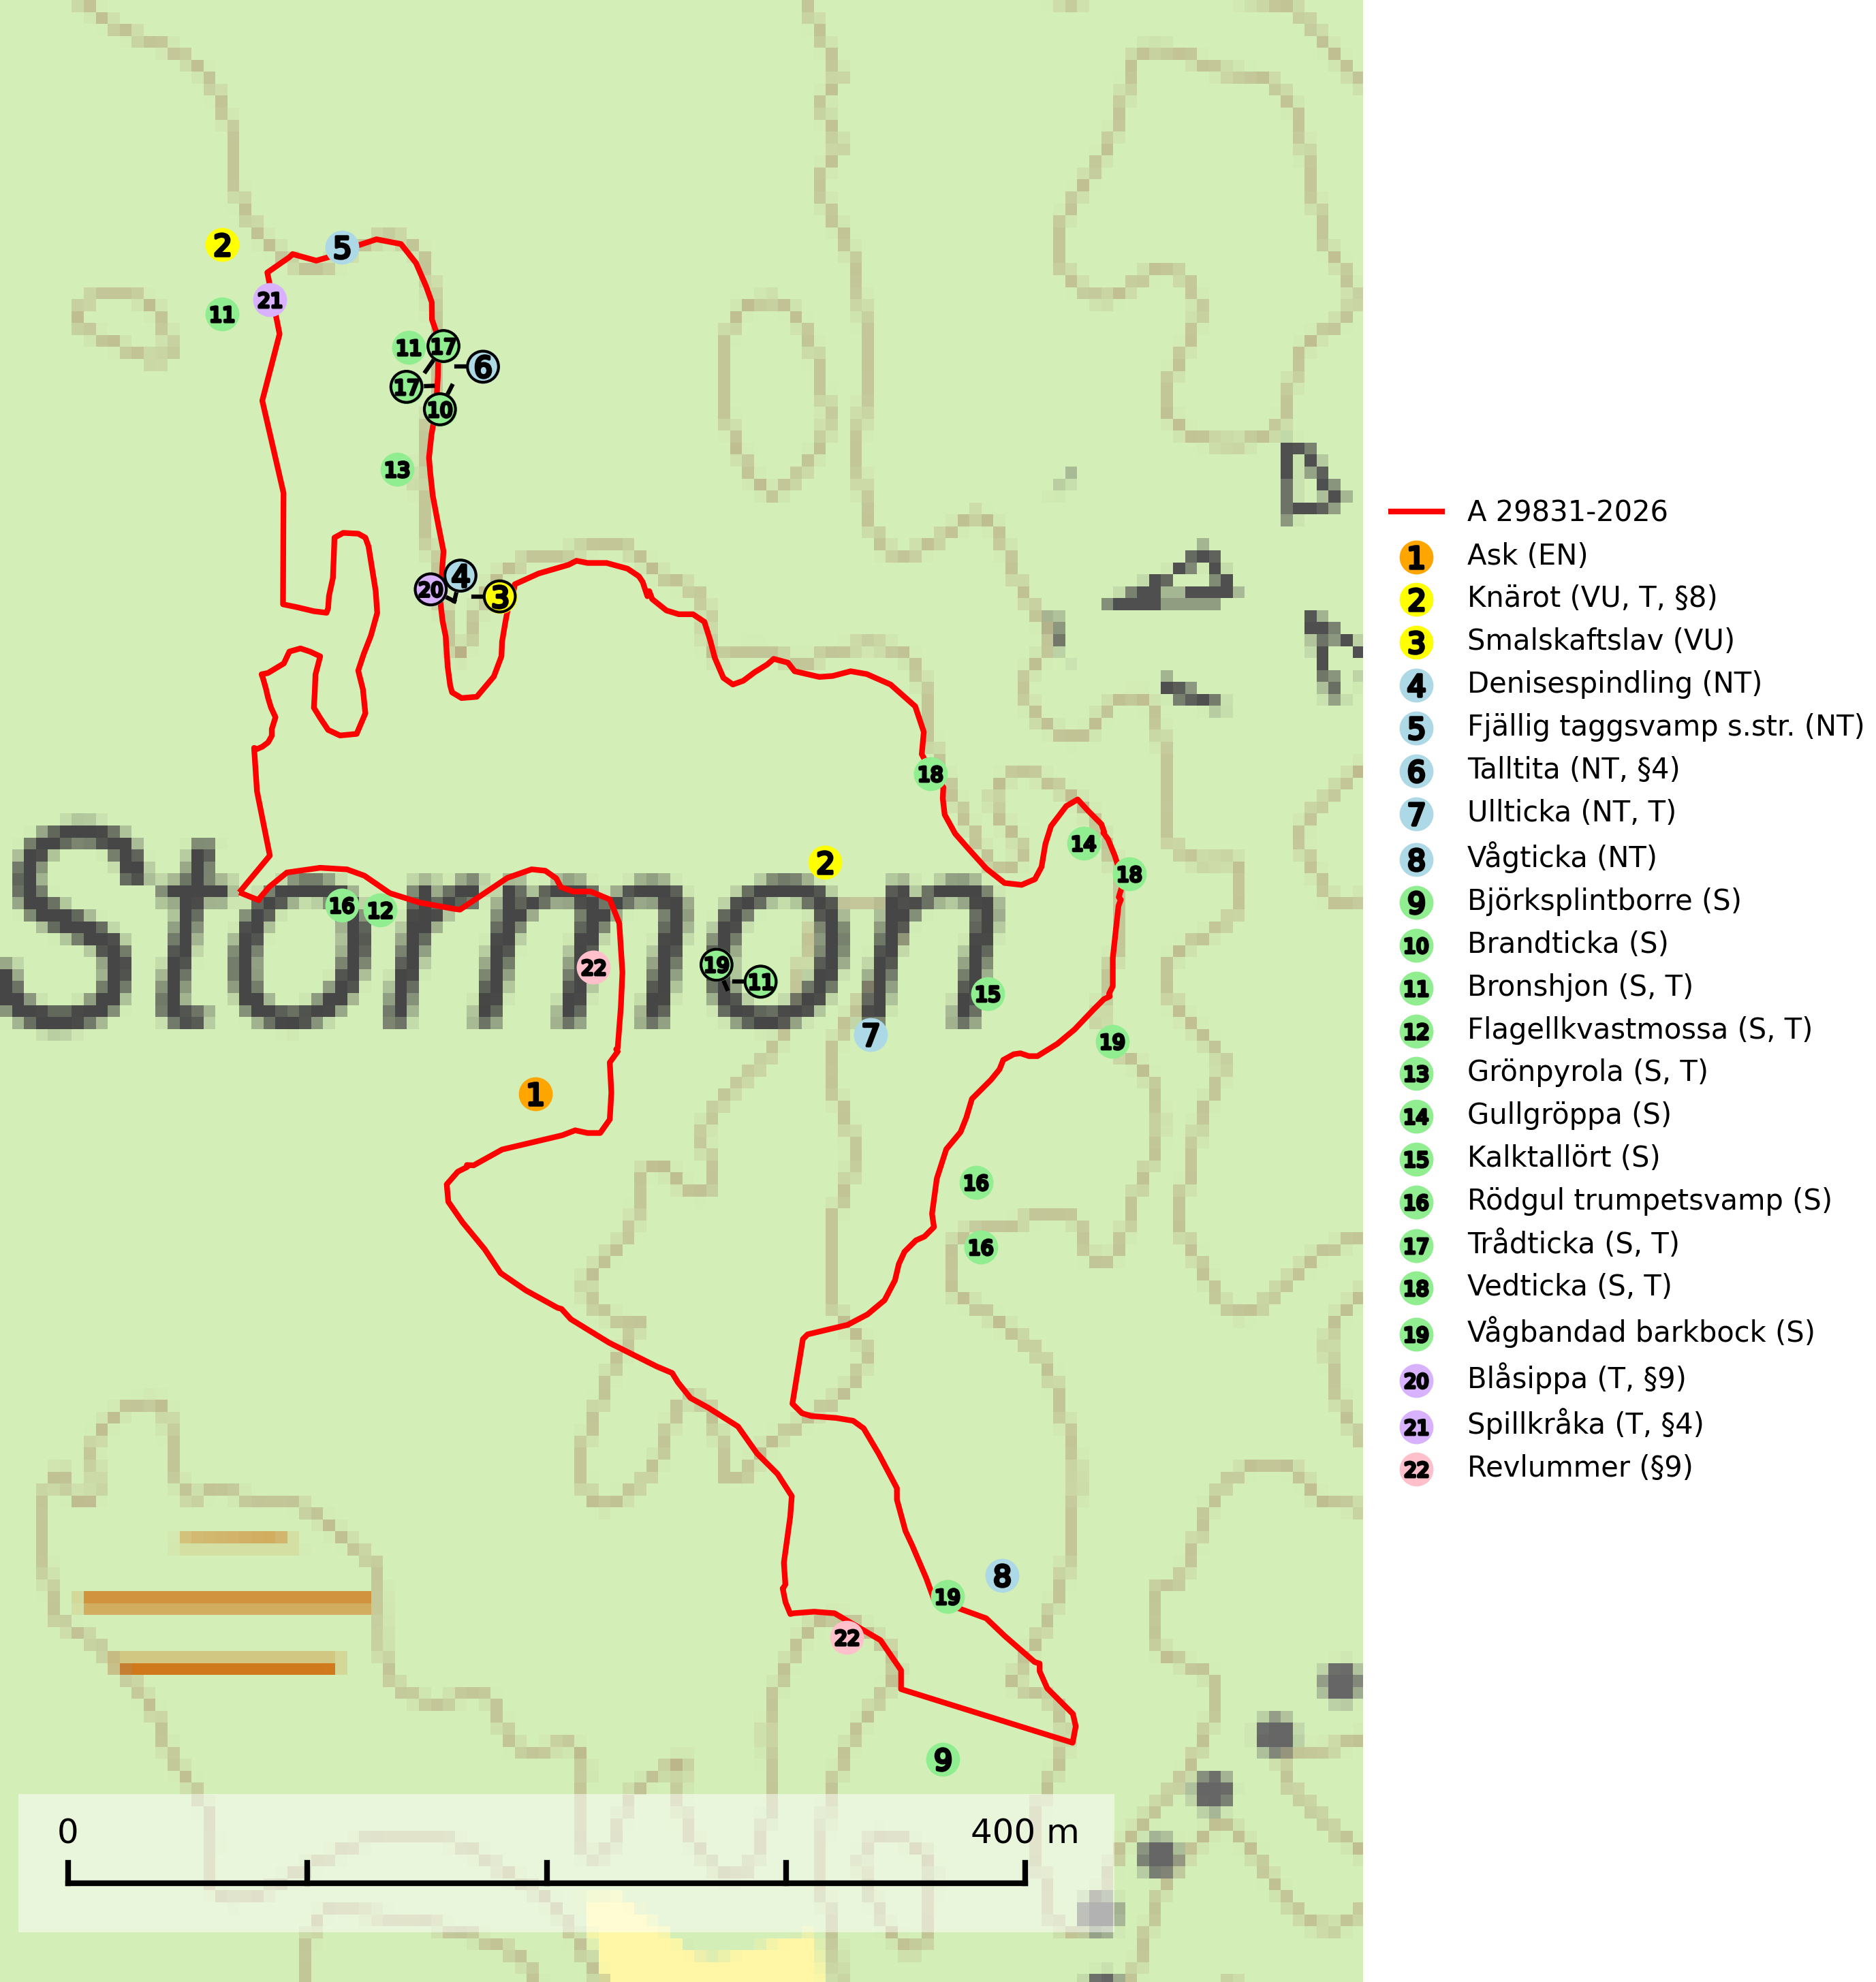 2
5
21
11
11
17
6
17
10
13
4
20
3
18
2
14
18
16
12
Stormon
22
19
11
15
7
19
1
16
16
8
19
22
9
0
400 m
A 29831-2026
1 Ask (EN)
2 Knärot (VU, T, §8)
3 Smalskaftslav (VU)
4 Denisespindling (NT)
5 Fjällig taggsvamp s.str. (NT)
6 Talltita (NT, §4)
7 Ullticka (NT, T)
8 Vågticka (NT)
9 Björksplintborre (S)
10 Brandticka (S)
11 Bronshjon (S, T)
12 Flagellkvastmossa (S, T)
13 Grönpyrola (S, T)
14 Gullgröppa (S)
15 Kalktallört (S)
16 Rödgul trumpetsvamp (S)
17 Trådticka (S, T)
18 Vedticka (S, T)
19 Vågbandad barkbock (S)
20 Blåsippa (T, §9)
21 Spillkråka (T, §4)
22 Revlummer (§9)